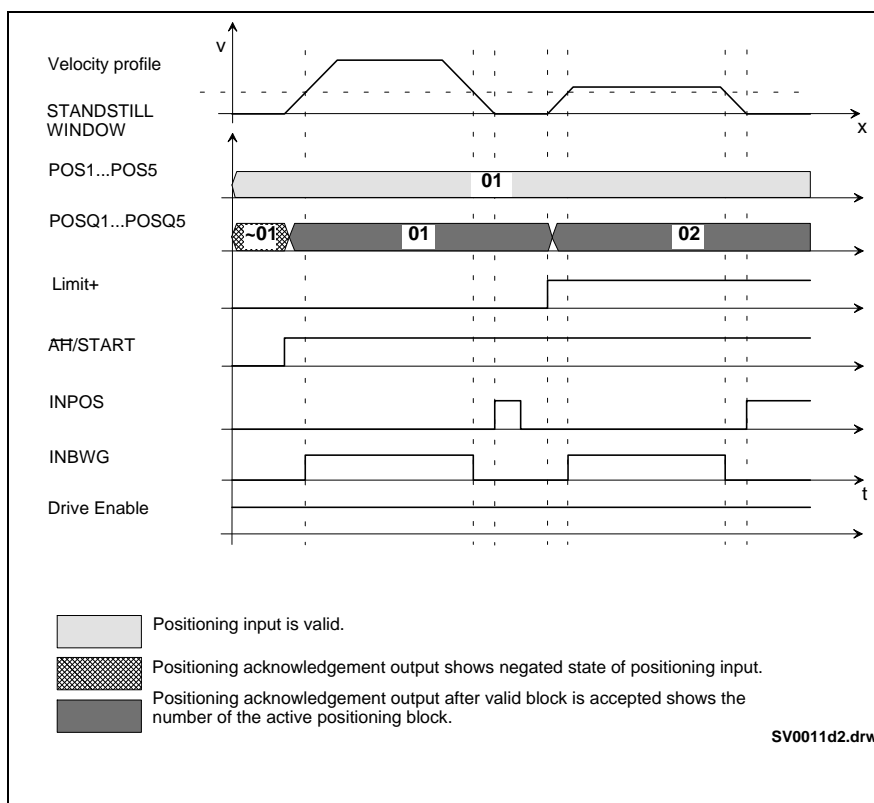 v
Velocity profile
STANDSTILL
WINDOW
x
POS1...POS5
01
POSQ1...POSQ5
~01
01
02
Limit+
AH/START
INPOS
INBWG
t
Drive Enable
Positioning input is valid.
Positioning acknowledgement output shows negated state of positioning input.
Positioning acknowledgement output after valid block is accepted shows the
number of the active positioning block.
SV0011d2.drw